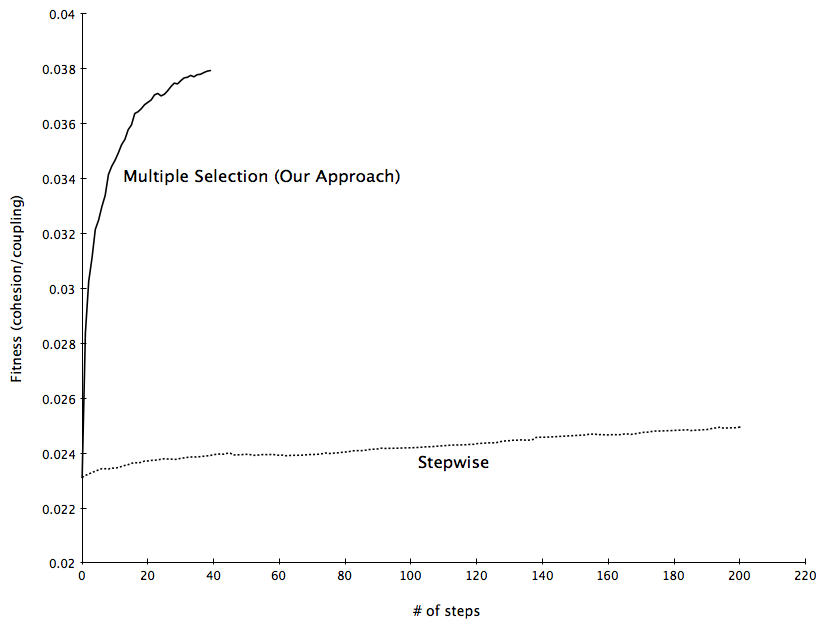 0.04
0.038
0.036
0.034
0.032
0.03
0.028
0.026
0.024
0.022
0.02
Fitness (cohesion/coupling)
Multiple Selection (Our Approach)
Stepwise
0 20 40 60 80 100 120 140 160 180 200 220
# of steps